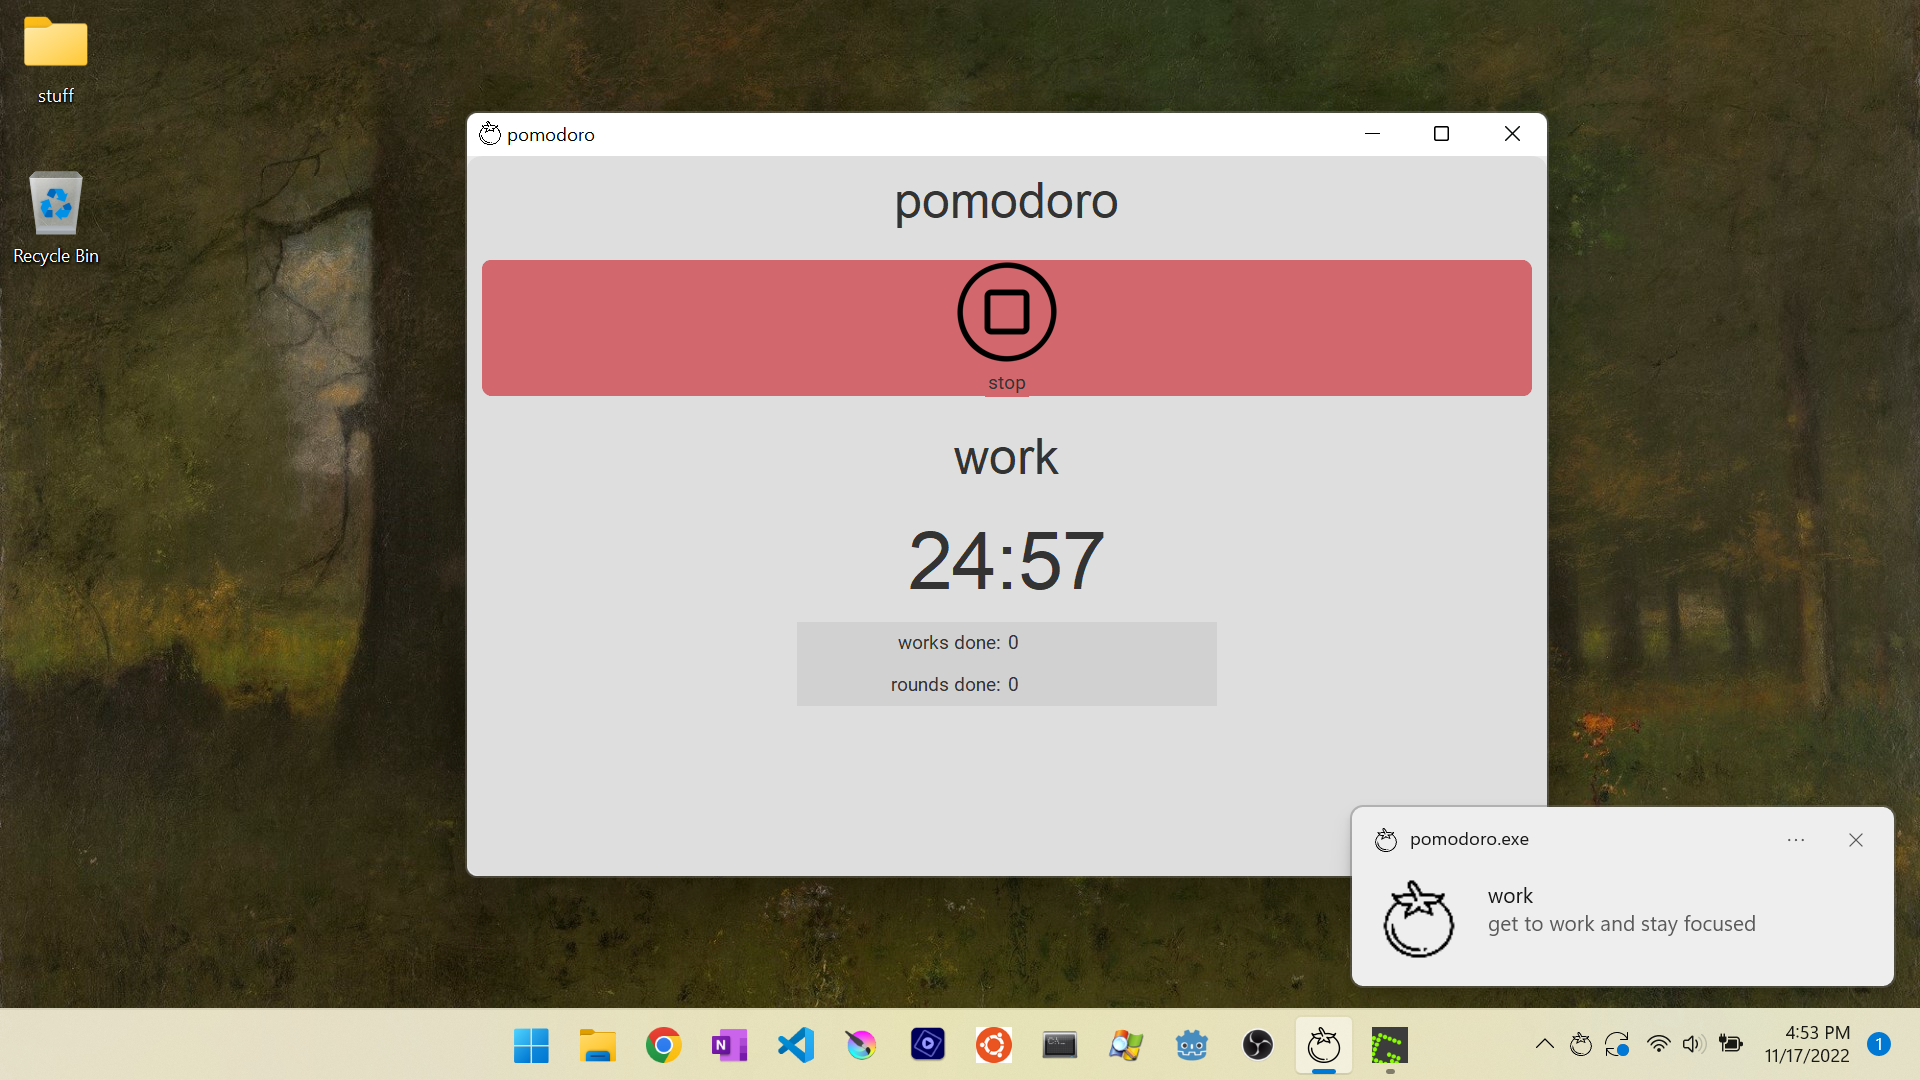 stuff
Recycle Bin
pomodoro
pomodoro
stop
work
24:57
works done: 0
rounds done: 0
pomodoro.exe
work
get to work and stay focused
N
C:\_
4:53 PM
11/17/2022
1